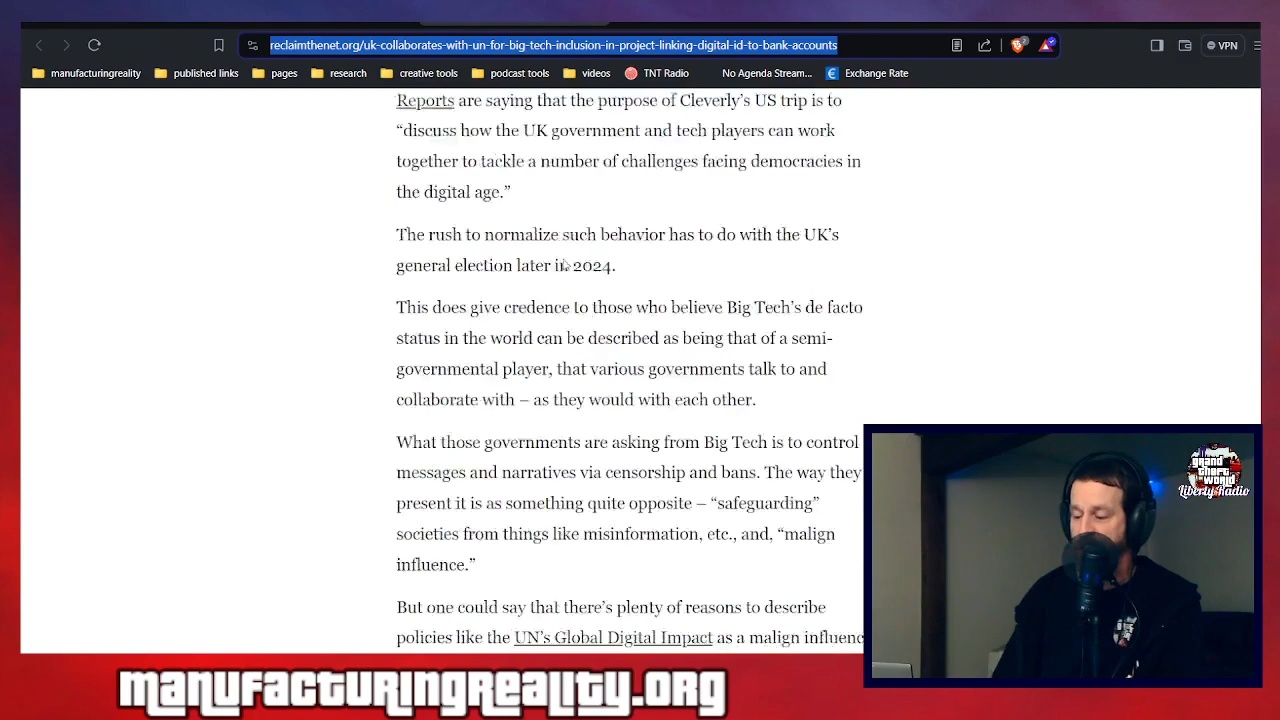 reclaimthenet.org/uk-collaborates-with-un-for-big-tech-inclusion-in-project-linking-digital-id-to-bank-accounts
2
VPN
manufacturingreality
published links
pages
research
creative tools
podcast tools
videos
TNT Radio
No Agenda Stream...
Exchange Rate
Reports are saying that the purpose of Cleverly’s US trip is to
“discuss how the UK government and tech players can work
together to tackle a number of challenges facing democracies in
the digital age.”
The rush to normalize such behavior has to do with the UK’s
general election later in 2024.
This does give credence to those who believe Big Tech’s de facto
status in the world can be described as being that of a semi-
governmental player, that various governments talk to and
collaborate with – as they would with each other.
What those governments are asking from Big Tech is to control
messages and narratives via censorship and bans. The way they
present it is as something quite opposite – “safeguarding”
societies from things like misinformation, etc., and, “malign
influence.”
But one could say that there’s plenty of reasons to describe
policies like the UN’s Global Digital Impact as a malign influenc
grand
theft
world
Liberty Radio
manufacturingreality.org